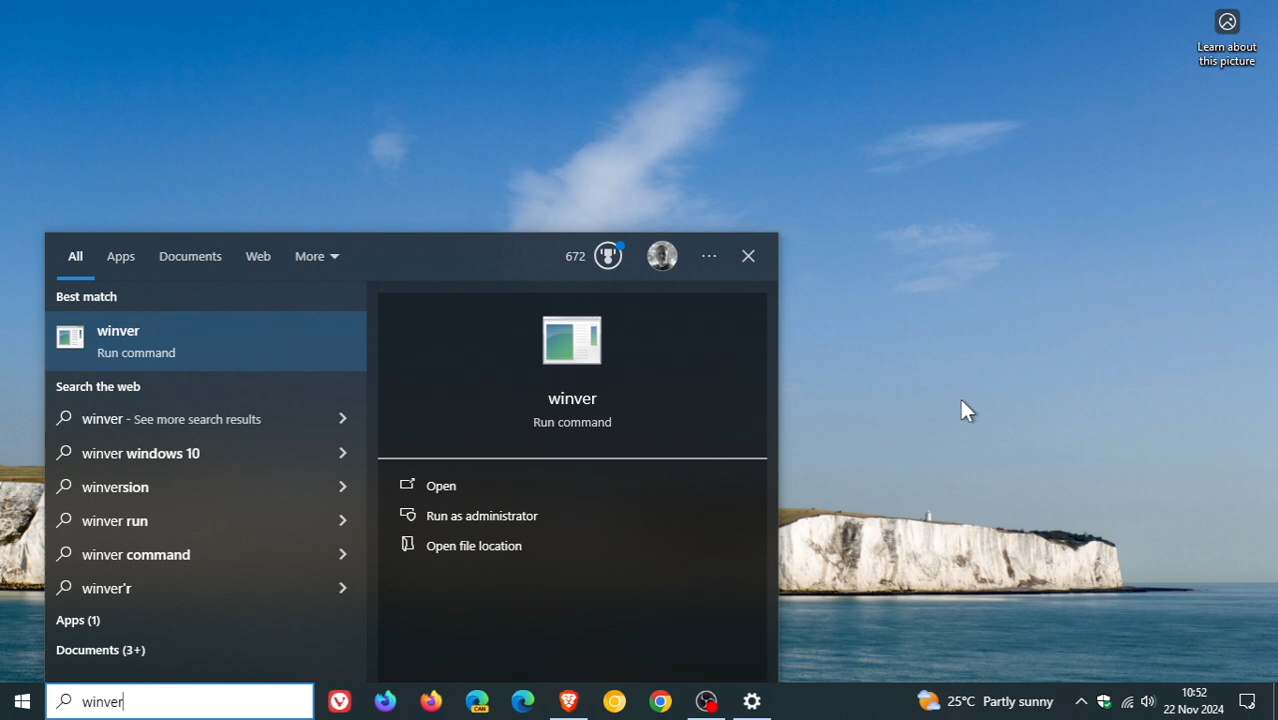 Learn about
this picture
All Apps Documents Web More 672 ...
Best match
winver
Run command
Search the web
winver - See more search results
winver windows 10
winversion
winver run
winver command
winver'r
Apps (1)
Documents (3+)
winver
Run command
Open
Run as administrator
Open file location
winver
CAN
25°C Partly sunny
10:52
22 Nov 2024